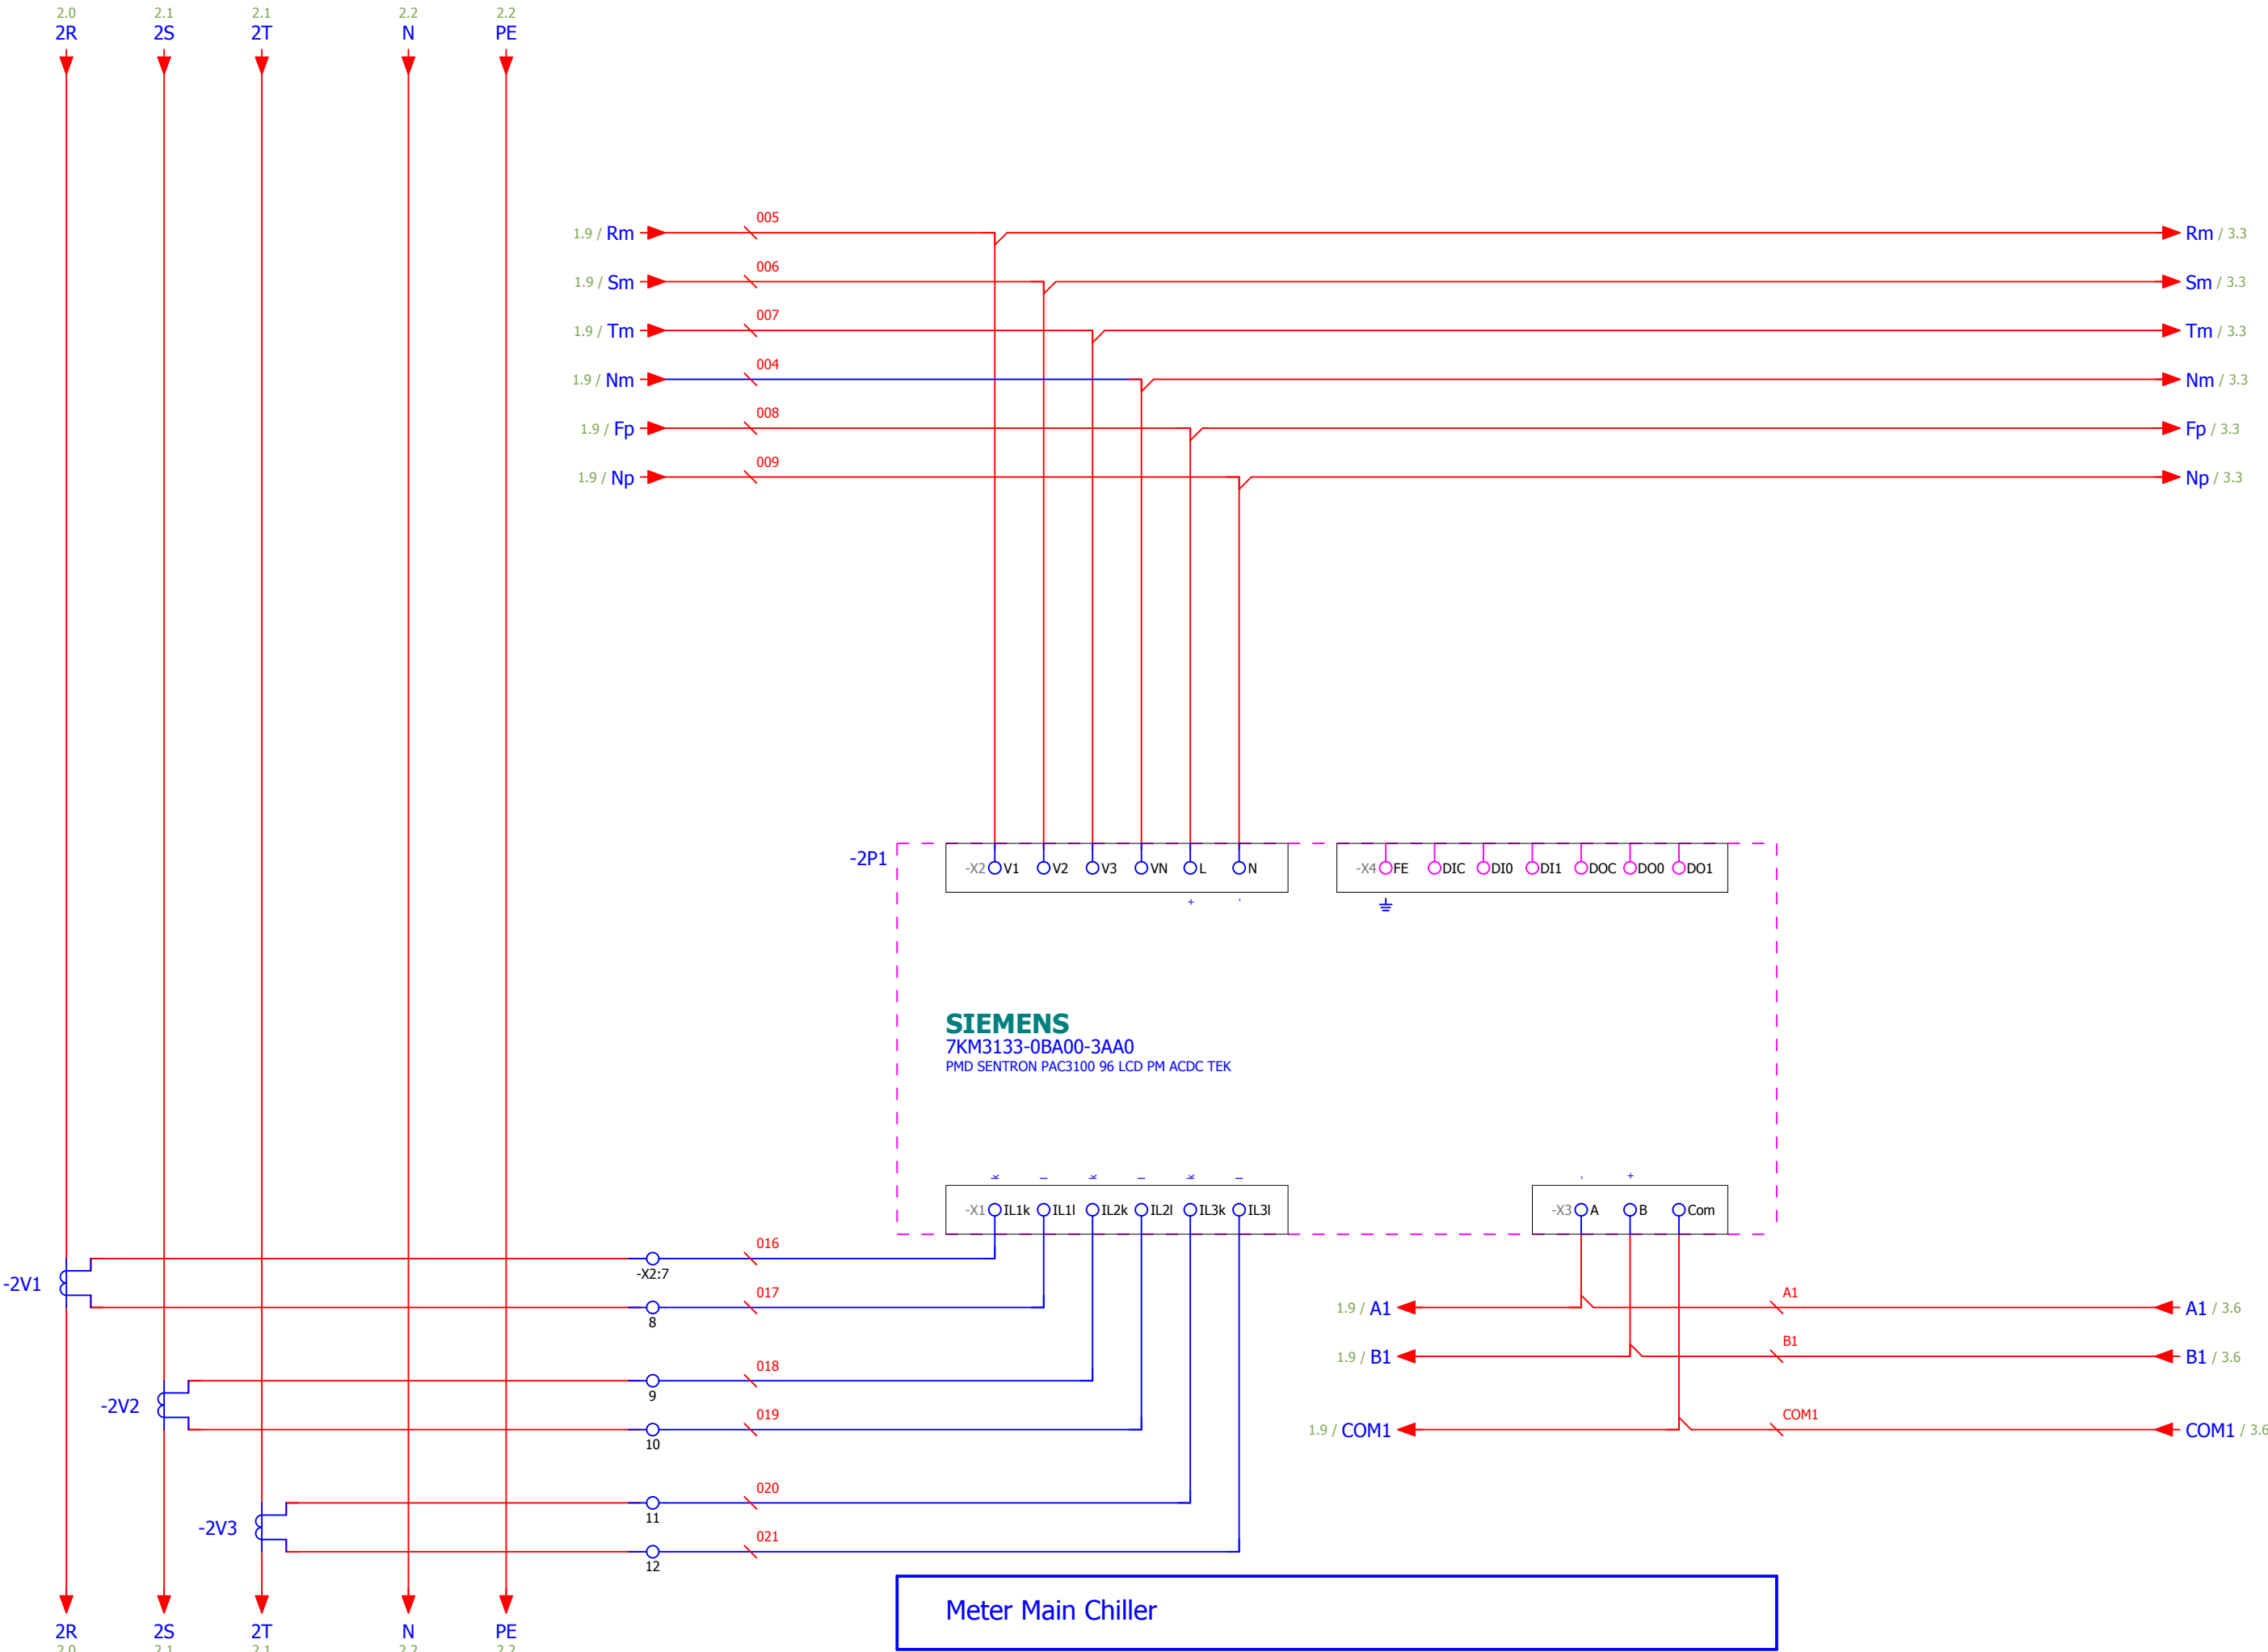 2.0 2.1 2.1 2.2 2.2
2R 2S 2T N PE
005
1.9 / Rm Rm / 3.3
006
1.9 / Sm Sm / 3.3
007
1.9 / Tm Tm / 3.3
004
1.9 / Nm Nm / 3.3
008
1.9 / Fp Fp / 3.3
009
1.9 / Np Np / 3.3
-2P1
-X2 V1 V2 V3 VN L N -X4 FE DIC DI0 DI1 DOC DO0 DO1
+ -
SIEMENS
7KM3133-0BA00-3AA0
PMD SENTRON PAC3100 96 LCD PM ACDC TEK
k l k l k l - +
-X1 IL1k IL1l IL2k IL2l IL3k IL3l -X3 A B Com
016
-X2:7
-2V1
017 A1
8 1.9 / A1 A1 / 3.6
B1
1.9 / B1 B1 / 3.6
018
9
-2V2
019 COM1
10 1.9 / COM1 COM1 / 3.6
020
11
-2V3
021
12
Meter Main Chiller
2R 2S 2T N PE
2.0 2.1 2.1 2.2 2.2